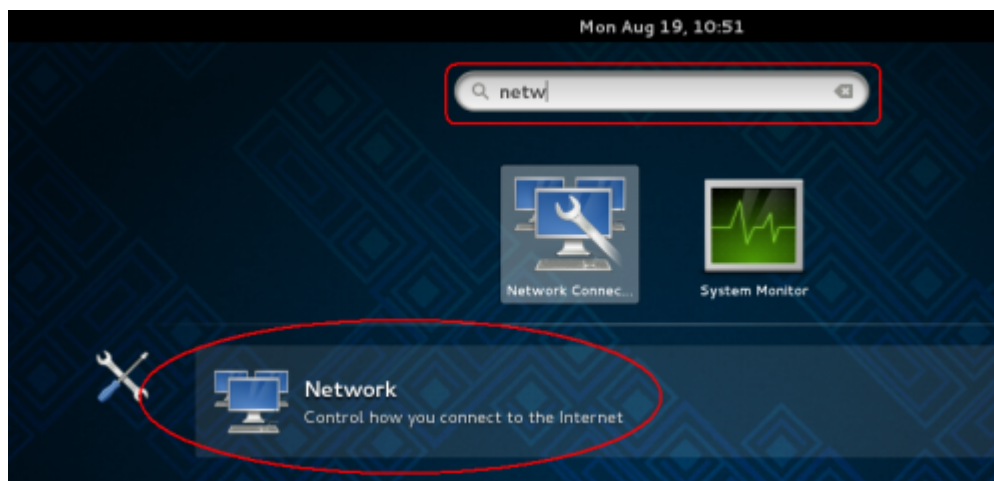 Mon Aug 19, 10:51
netw
Network Connec...
System Monitor
Network
Control how you connect to the Internet